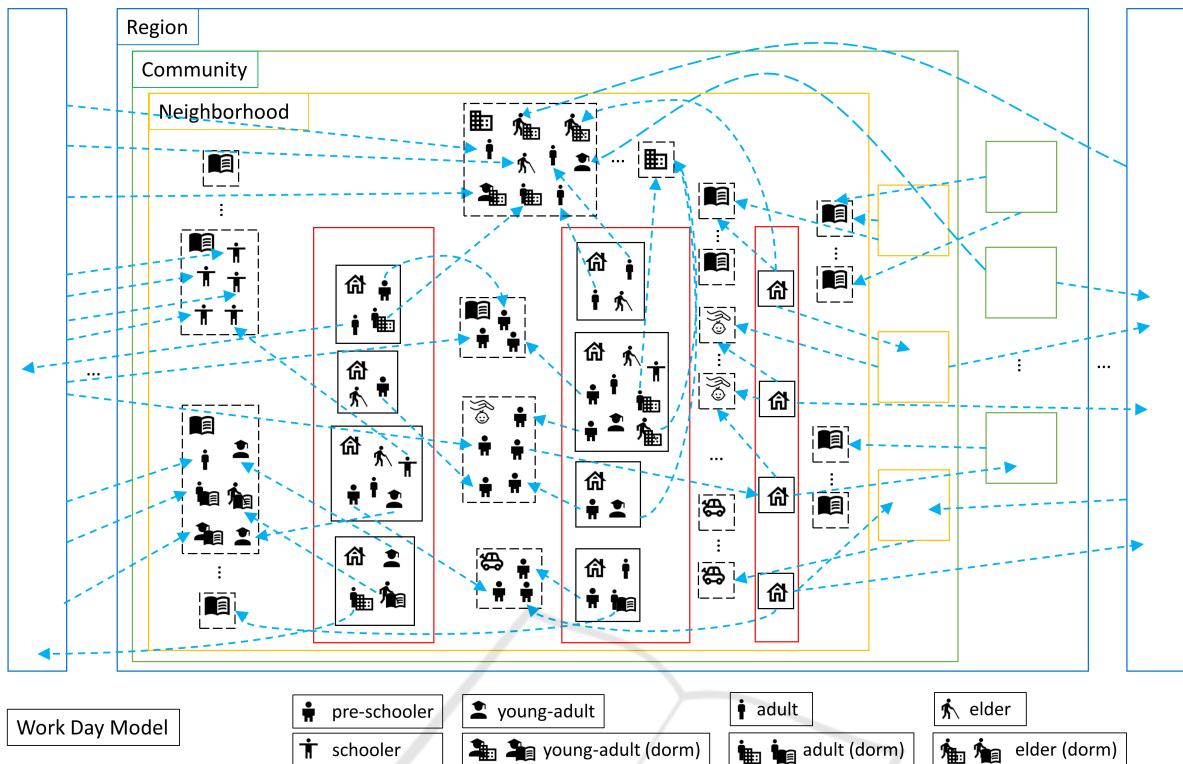 Region
Community
Neighborhood
...
...
...
...
...
...
...
...
...
...
...
...
...
Work Day Model
pre-schooler
young-adult
adult
elder
schooler
young-adult (dorm)
adult (dorm)
elder (dorm)